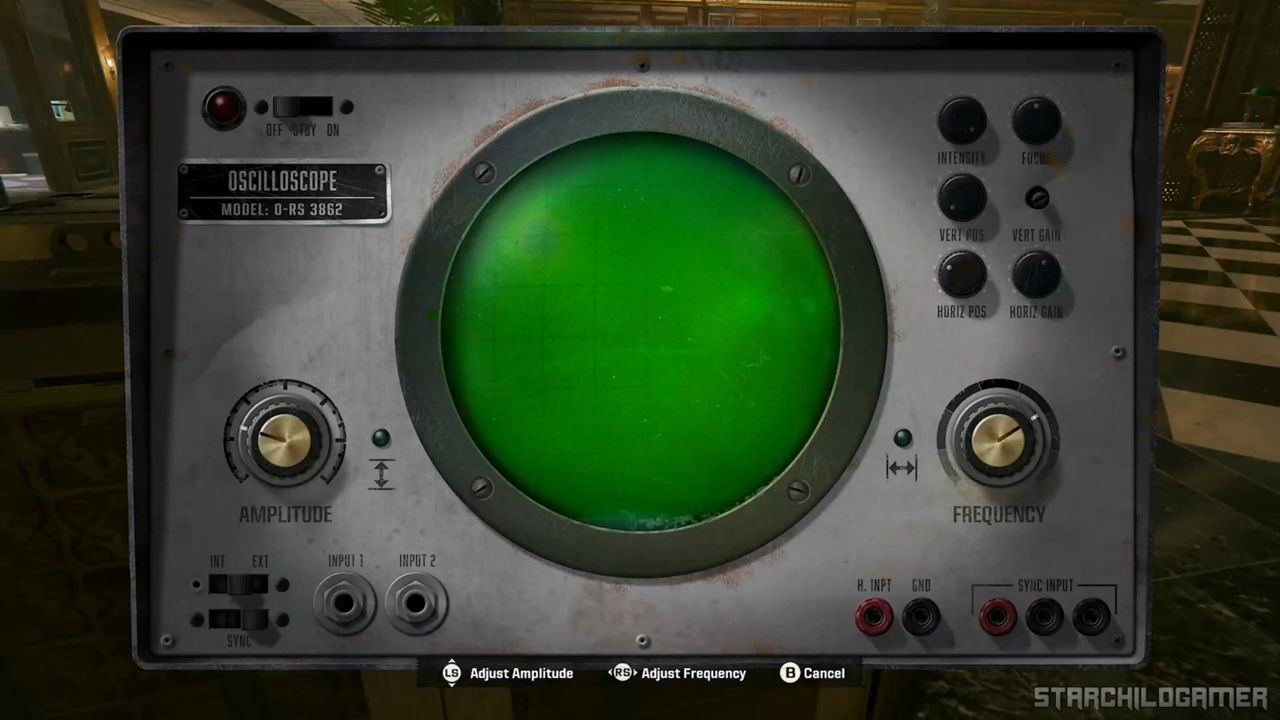 OFF STBY ON
OSCILLOSCOPE
MODEL: O-RS 3862
INTENSITY
FOCUS
VERT POS
VERT GAIN
HORIZ POS
HORIZ GAIN
AMPLITUDE
FREQUENCY
INT EXT
INPUT 1
INPUT 2
SYNC
H. INPT GND
SYNC INPUT
LS Adjust Amplitude
RS Adjust Frequency
B Cancel
STARCHILOGAMER